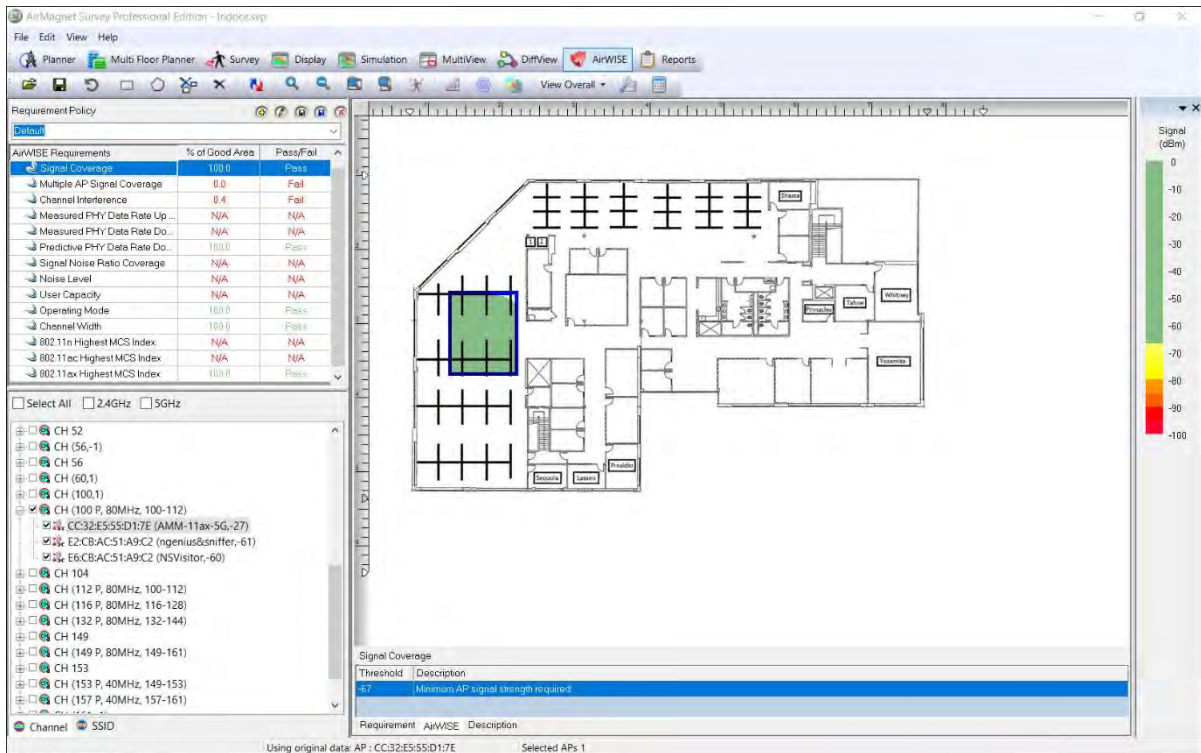 AirMagnet Survey Professional Edition - Indoor.svp
File Edit View Help
Planner Multi Floor Planner Survey Display Simulation MultiView DiffView AirWISE Reports
View Overall
Requirement Policy
Default
AirWISE Requirements % of Good Area Pass/Fail
Signal Coverage 100.0 Pass
Multiple AP Signal Coverage 0.0 Fail
Channel Interference 0.4 Fail
Measured PHY Data Rate Up ... N/A N/A
Measured PHY Data Rate Do... N/A N/A
Predictive PHY Data Rate Do... 100.0 Pass
Signal Noise Ratio Coverage N/A N/A
Noise Level N/A N/A
User Capacity N/A N/A
Operating Mode 100.0 Pass
Channel Width 100.0 Pass
802.11n Highest MCS Index N/A N/A
802.11ac Highest MCS Index N/A N/A
802.11ax Highest MCS Index 100.0 Pass
Select All 2.4GHz 5GHz
CH 52
CH (56,-1)
CH 56
CH (60,1)
CH (100,1)
CH (100 P, 80MHz, 100-112)
CC:32:E5:55:D1:7E (AMM-11ax-5G,-27)
E2:CB:AC:51:A9:C2 (ngenius&sniffer,-61)
E6:CB:AC:51:A9:C2 (NSVisitor,-60)
CH 104
CH (112 P, 80MHz, 100-112)
CH (116 P, 80MHz, 116-128)
CH (132 P, 80MHz, 132-144)
CH 149
CH (149 P, 80MHz, 149-161)
CH 153
CH (153 P, 40MHz, 149-153)
CH (157 P, 40MHz, 157-161)
Channel SSID
Shasta
1 2
Whitney
Tahoe
Pinnacles
Yosemite
Presidio
Sequoia Lassen
Signal Coverage
Threshold Description
-67 Minimum AP signal strength required
Requirement AirWISE Description
Signal
(dBm)
0
-10
-20
-30
-40
-50
-60
-70
-80
-90
-100
Using original data: AP : CC:32:E5:55:D1:7E Selected APs 1